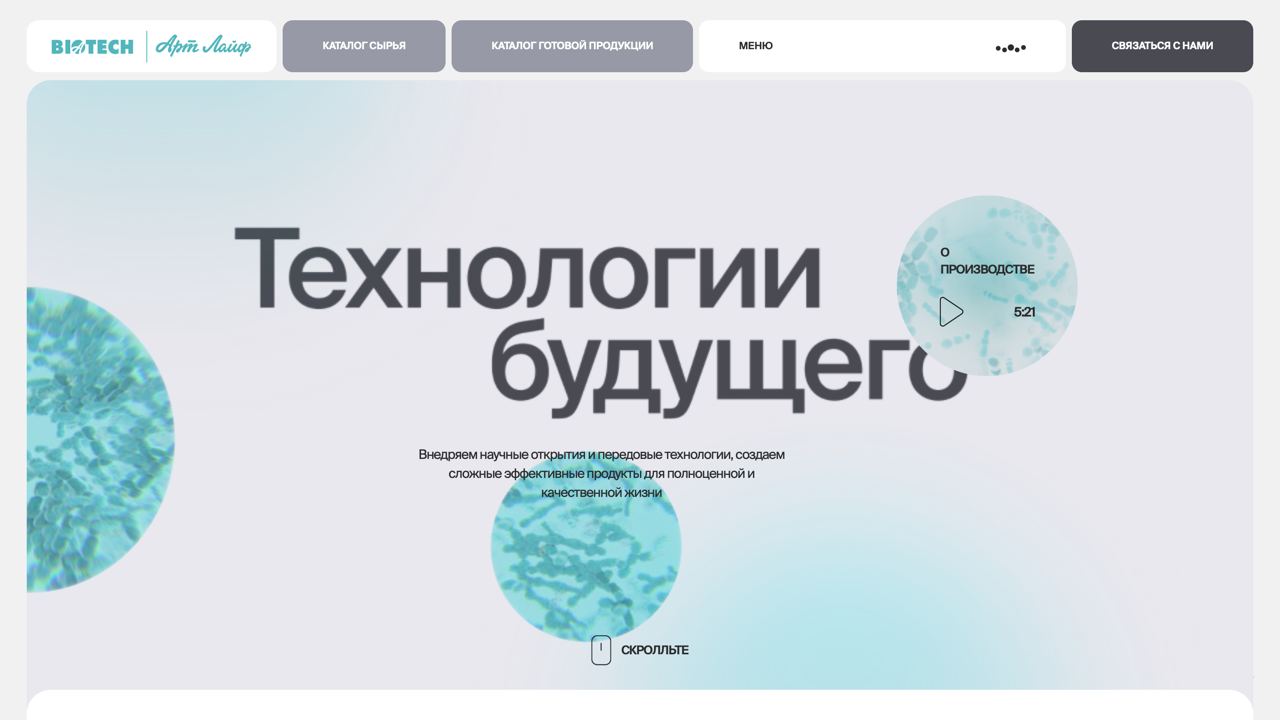 BIOTECH
Арт Лайф
КАТАЛОГ СЫРЬЯ
КАТАЛОГ ГОТОВОЙ ПРОДУКЦИИ
МЕНЮ
СВЯЗАТЬСЯ С НАМИ
Технологии
будущего
О
ПРОИЗВОДСТВЕ
5:21
Внедряем научные открытия и передовые технологии, создаем
сложные эффективные продукты для полноценной и
качественной жизни
СКРОЛЛЬТЕ